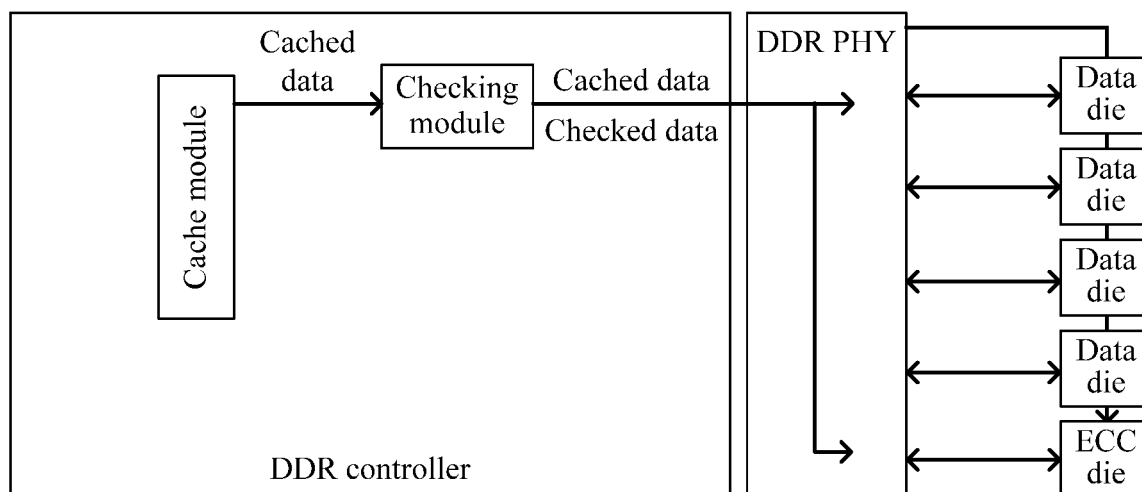 Cached
data
Cache module
Checking
module
Cached data
Checked data
DDR controller
DDR PHY
Data
die
Data
die
Data
die
Data
die
ECC
die